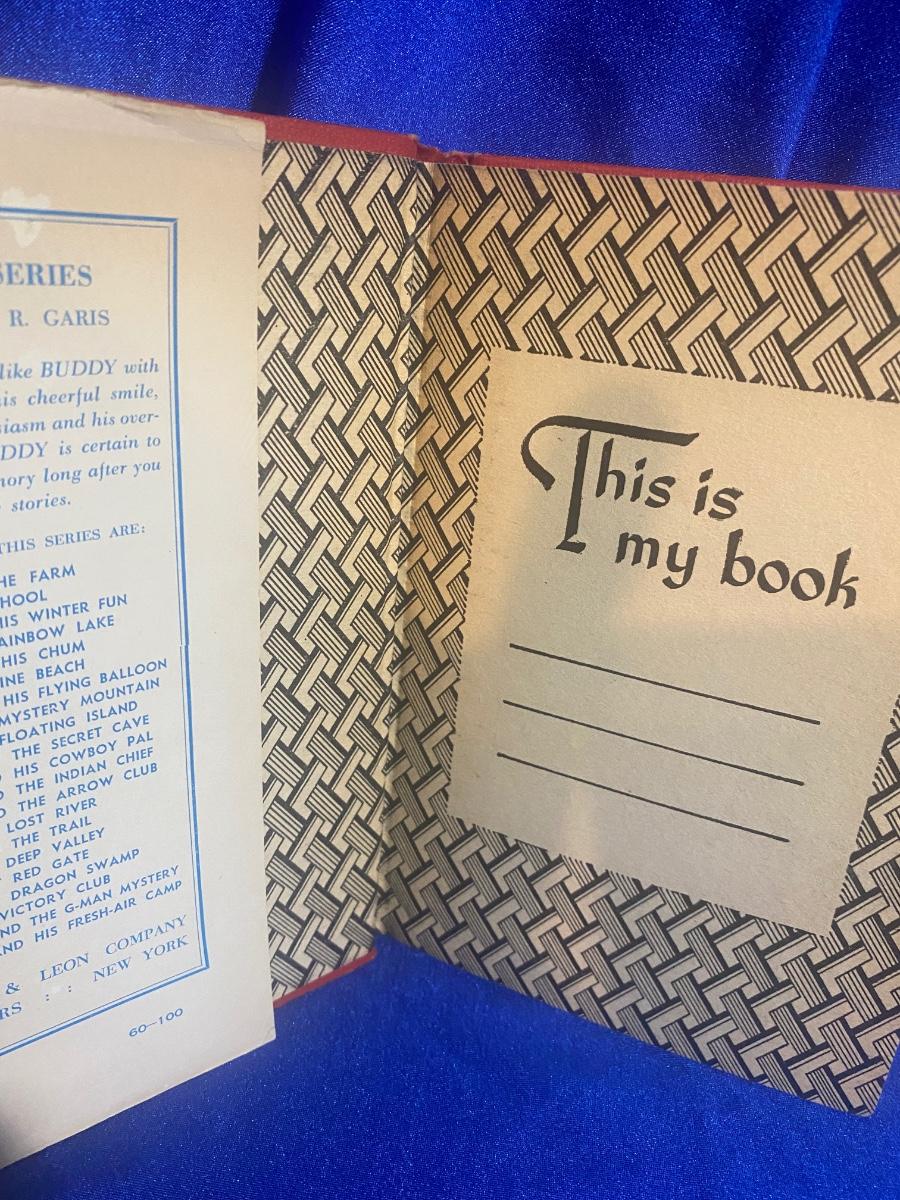 SERIES
R. GARIS
like BUDDY with
his cheerful smile,
siasm and his over-
DDY is certain to
mory long after you
stories.
THIS SERIES ARE:
HE FARM
CHOOL
HIS WINTER FUN
AINBOW LAKE
HIS CHUM
INE BEACH
HIS FLYING BALLOON
MYSTERY MOUNTAIN
FLOATING ISLAND
THE SECRET CAVE
HIS COWBOY PAL
THE INDIAN CHIEF
THE ARROW CLUB
LOST RIVER
THE TRAIL
DEEP VALLEY
RED GATE
DRAGON SWAMP
VICTORY CLUB
ND THE G-MAN MYSTERY
ND HIS FRESH-AIR CAMP
& LEON COMPANY
RS : : NEW YORK
60-100
This is
my book